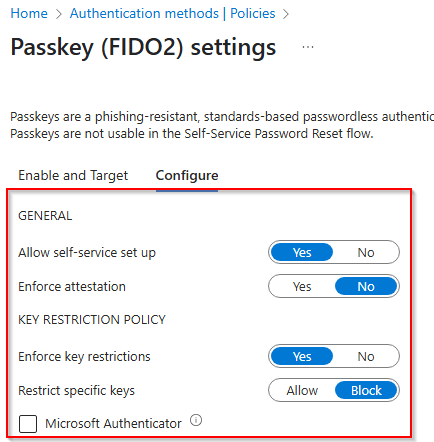 Home > Authentication methods | Policies >
Passkey (FIDO2) settings ...
Passkeys are a phishing-resistant, standards-based passwordless authentic
Passkeys are not usable in the Self-Service Password Reset flow.
Enable and Target Configure
GENERAL
Allow self-service set up Yes No
Enforce attestation Yes No
KEY RESTRICTION POLICY
Enforce key restrictions Yes No
Restrict specific keys Allow Block
Microsoft Authenticator